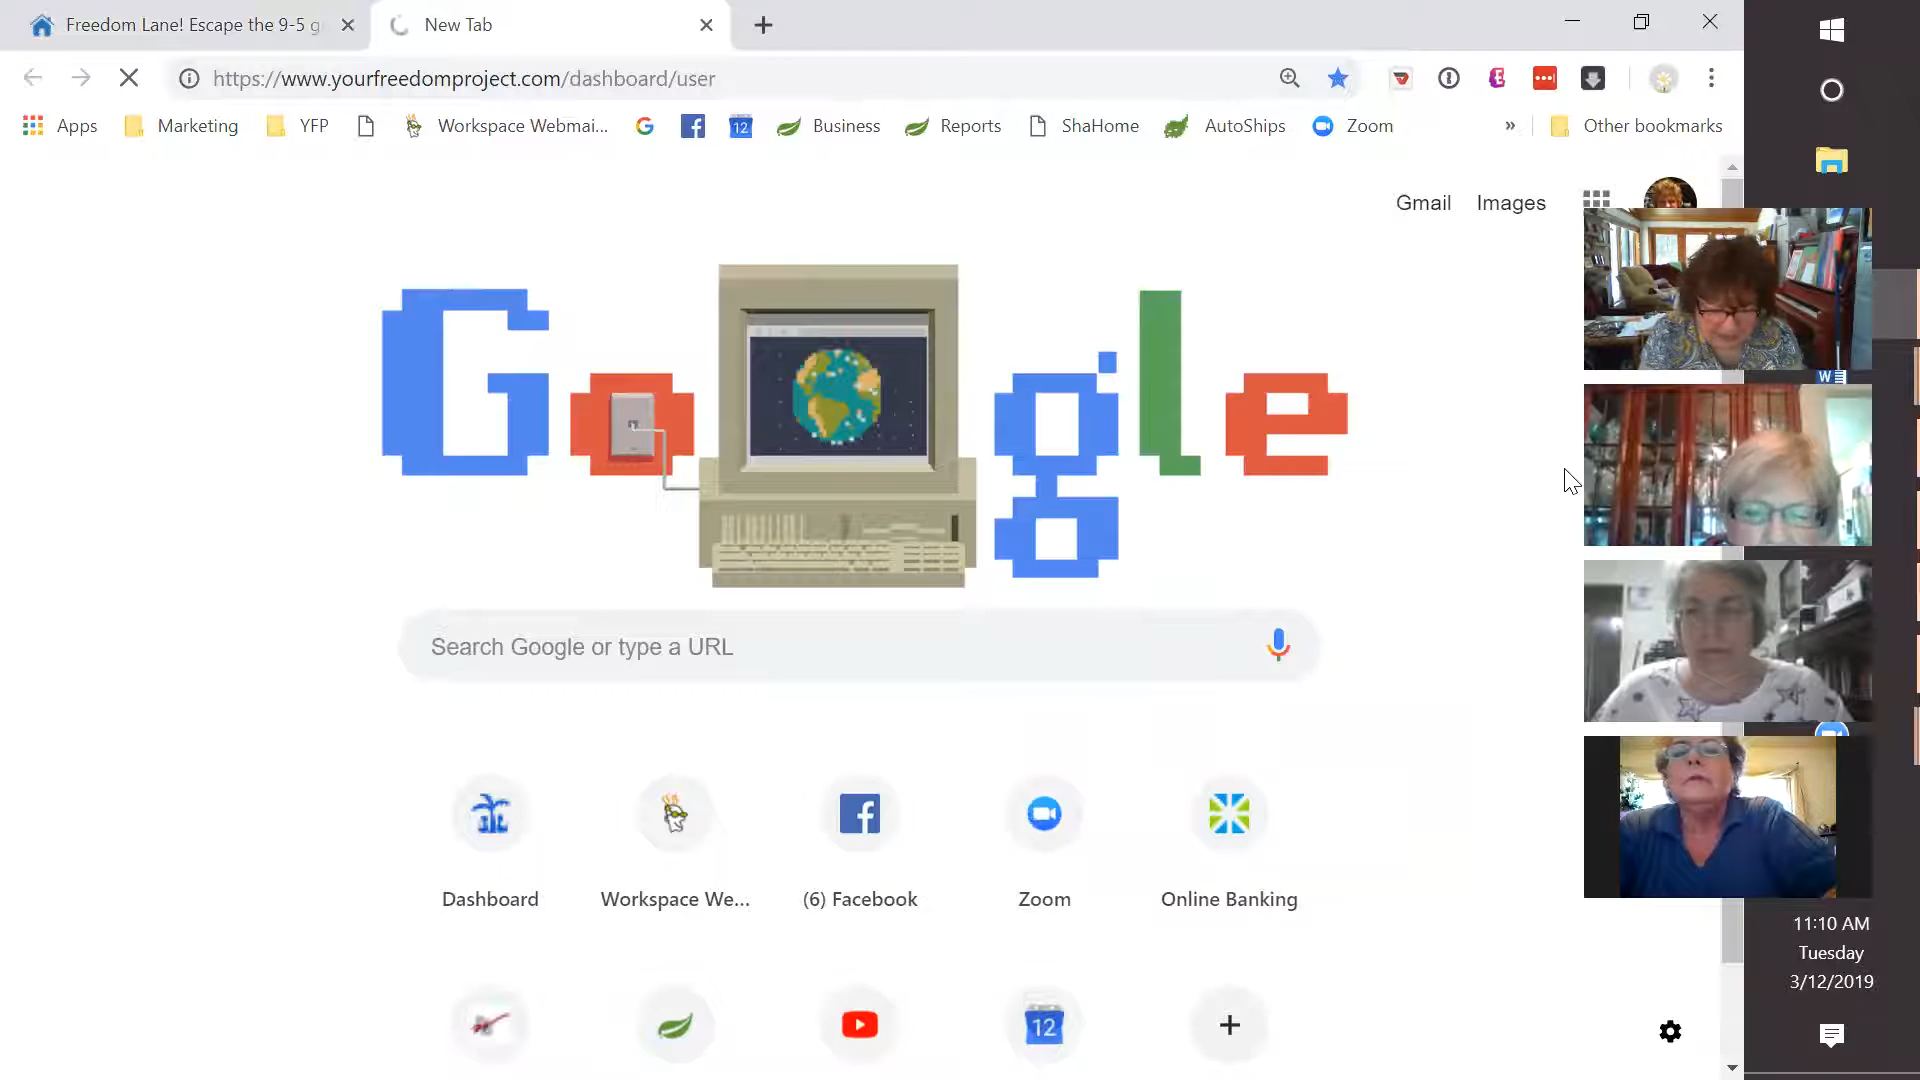 Freedom Lane! Escape the 9-5 g
New Tab
https://www.yourfreedomproject.com/dashboard/user
Apps
Marketing
YFP
Workspace Webmai...
12
Business
Reports
ShaHome
AutoShips
Zoom
»
Other bookmarks
Gmail
Images
Google
W
Search Google or type a URL
Dashboard
Workspace We...
(6) Facebook
Zoom
Online Banking
12
11:10 AM
Tuesday
3/12/2019